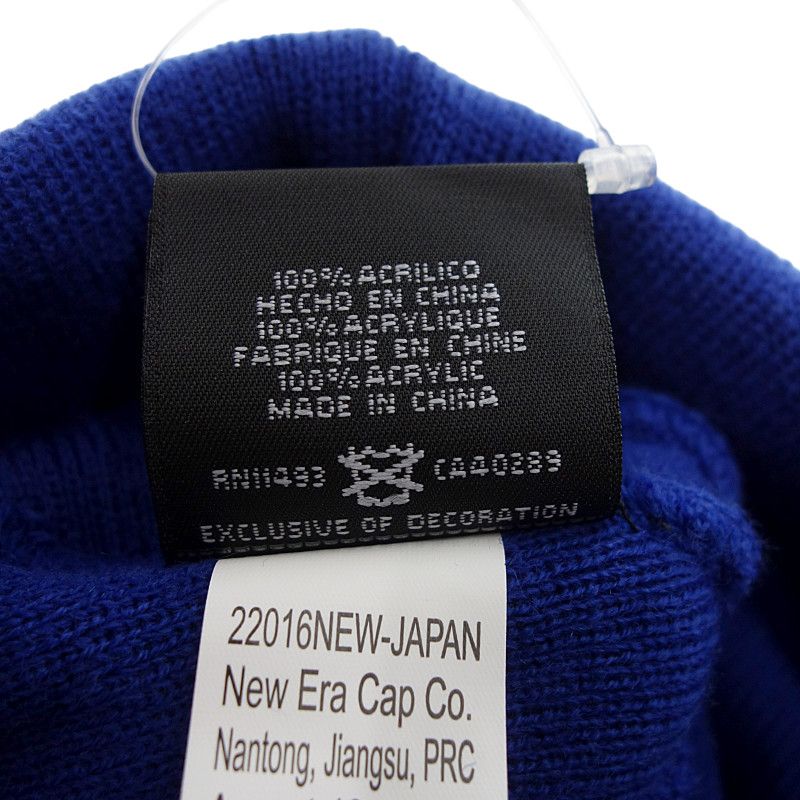 100% ACRILICO
HECHO EN CHINA
100% ACRYLIQUE
FABRIQUE EN CHINE
100% ACRYLIC
MADE IN CHINA
RN11493 CA40289
EXCLUSIVE OF DECORATION
22016NEW-JAPAN
New Era Cap Co.
Nantong, Jiangsu, PRC